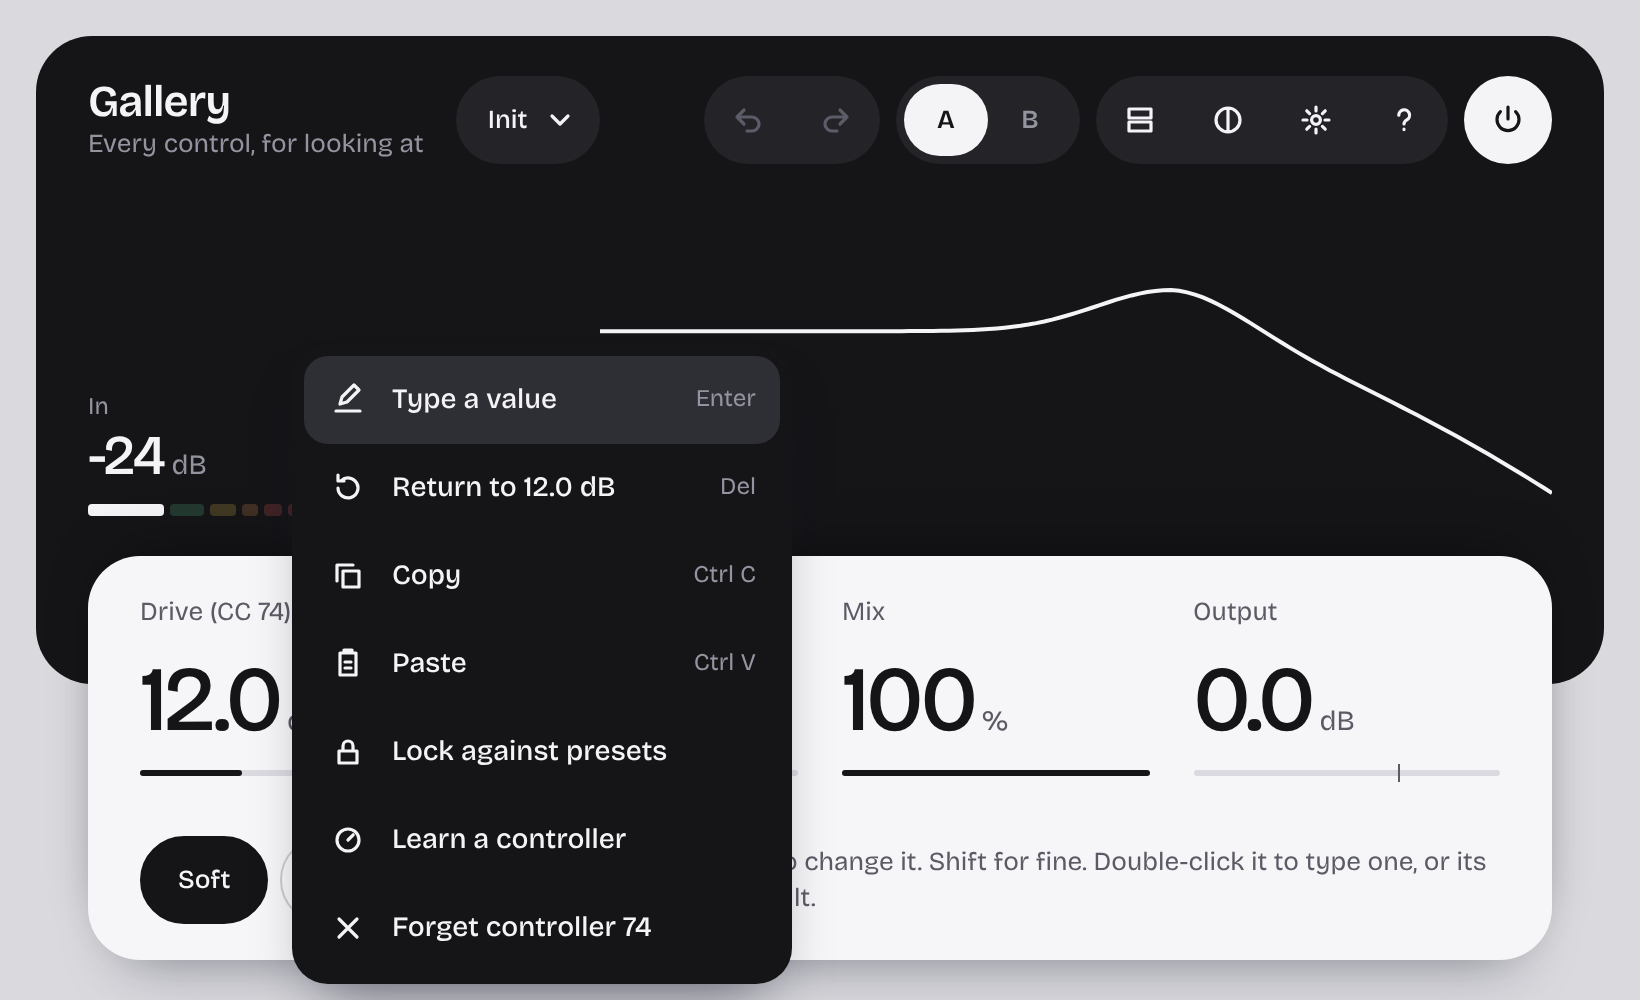 Gallery
Every control, for looking at
Init
A
B
?
In
-24 dB
Type a value Enter
Return to 12.0 dB Del
Copy Ctrl C
Paste Ctrl V
Lock against presets
Learn a controller
Forget controller 74
Drive (CC 74)
12.0
Mix
100 %
Output
0.0 dB
Soft
change it. Shift for fine. Double-click it to type one, or its